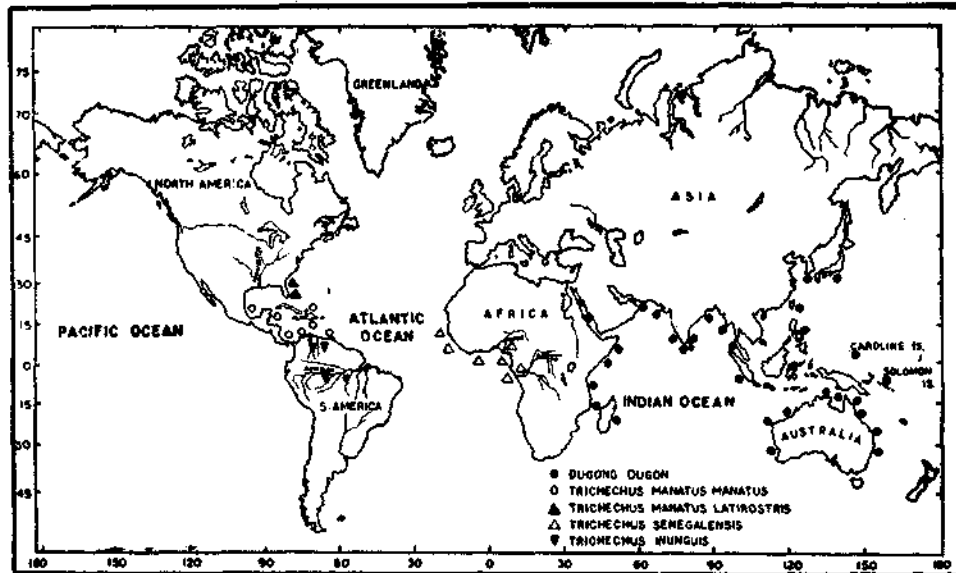 GREENLAND
NORTH AMERICA
ASIA
PACIFIC OCEAN
ATLANTIC
OCEAN
AFRICA
CAROLINE IS.
SOLOMON
IS.
INDIAN OCEAN
S. AMERICA
AUSTRALIA
DUGONG DUGON
TRICHECHUS MANATUS MANATUS
TRICHECHUS MANATUS LATIROSTRIS
TRICHECHUS SENEGALENSIS
TRICHECHUS INUNGUIS
75
70
60
45
30
15
0
15
30
45
180 150 120 90 60 30 0 30 60 90 120 150 180